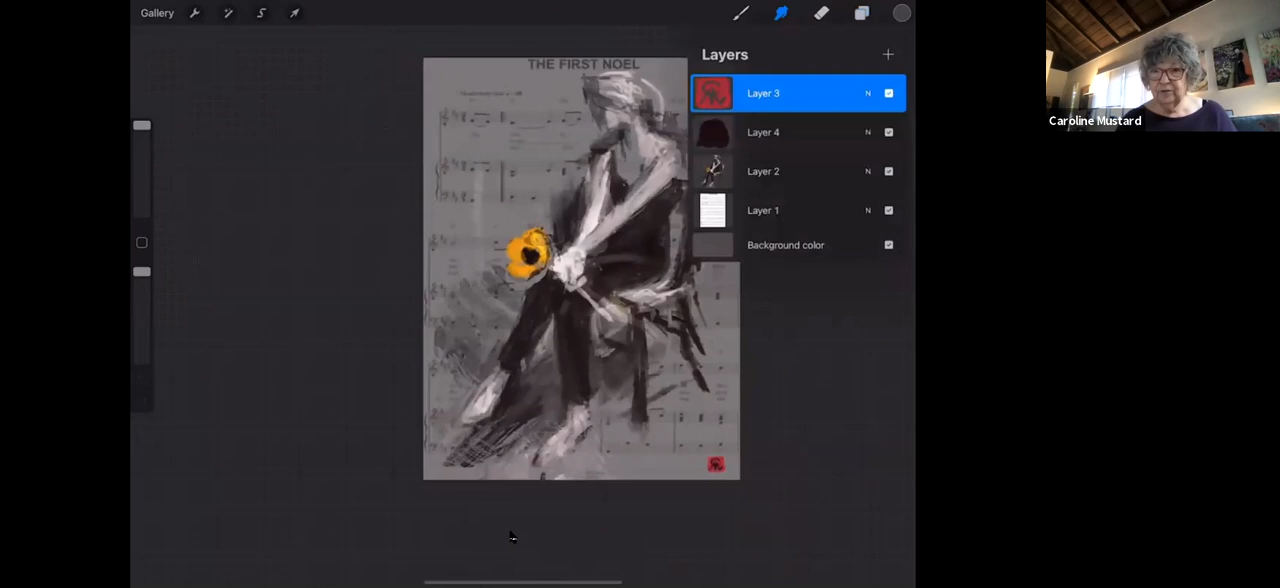 Gallery
Layers
THE FIRST NOEL
Layer 3 N
Caroline Mustard
Layer 4 N
Layer 2 N
Layer 1 N
Background color